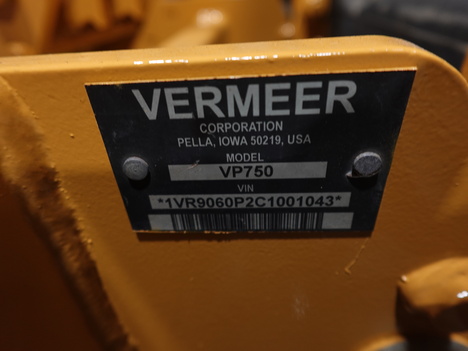 VERMEER
CORPORATION
PELLA, IOWA 50219, USA
MODEL
VP750
VIN
*1VR9060P2C1001043*